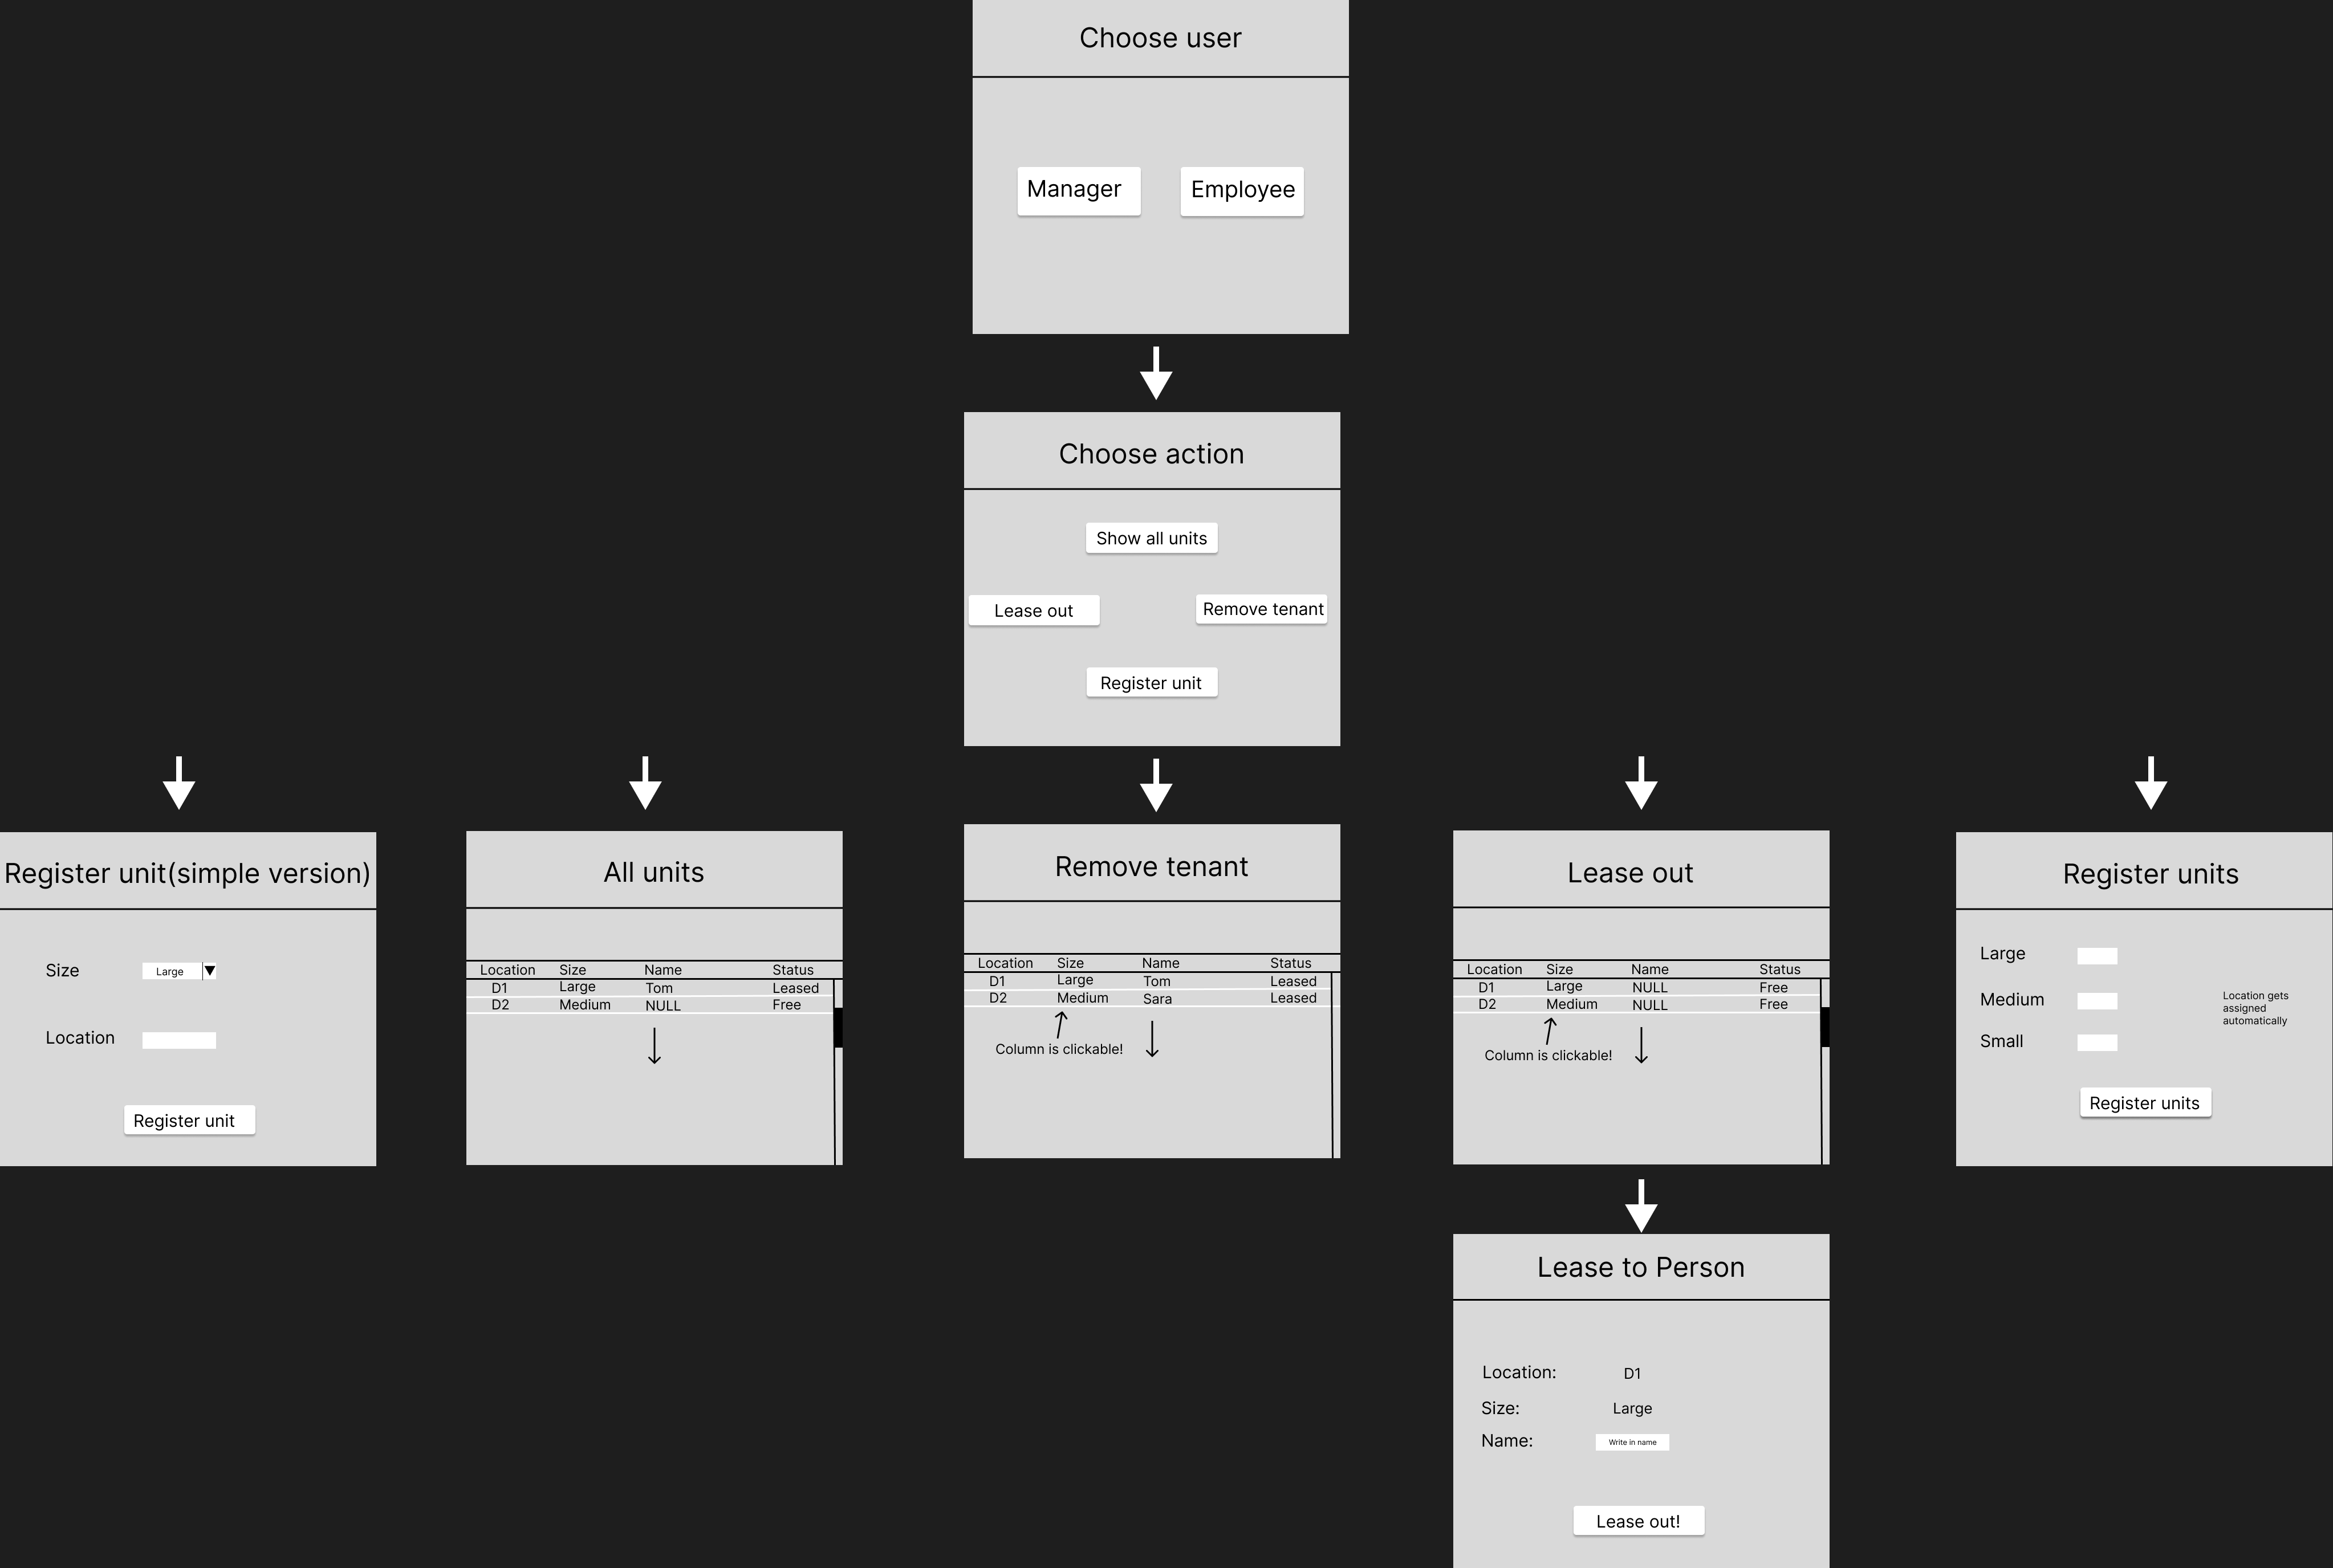 Choose user
Manager
Employee
Choose action
Show all units
Lease out
Remove tenant
Register unit
Register unit(simple version)
Size
Large
Location
Register unit
All units
Location Size Name Status
D1 Large Tom Leased
D2 Medium NULL Free
Remove tenant
Location Size Name Status
D1 Large Tom Leased
D2 Medium Sara Leased
Column is clickable!
Lease out
Location Size Name Status
D1 Large NULL Free
D2 Medium NULL Free
Column is clickable!
Register units
Large
Medium
Small
Location gets
assigned
automatically
Register units
Lease to Person
Location: D1
Size: Large
Name: Write in name
Lease out!